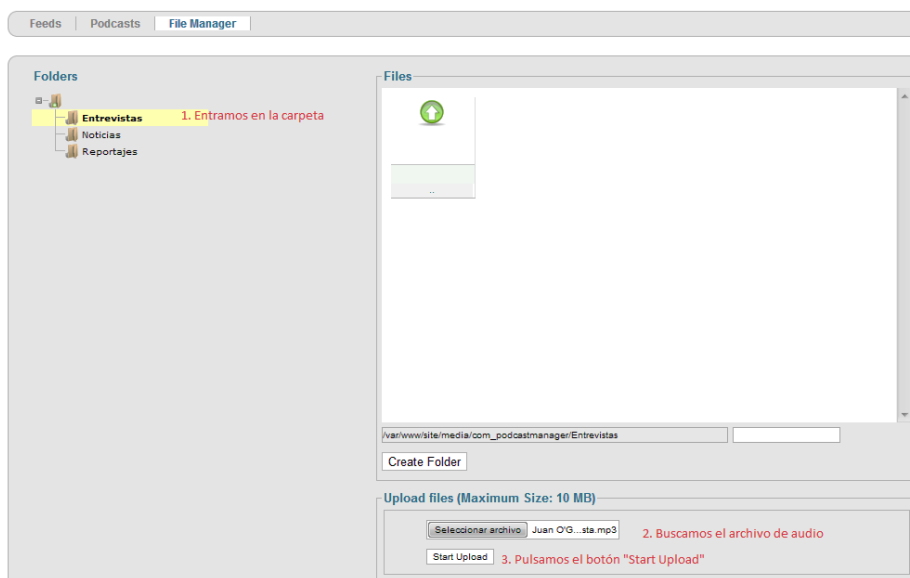 Feeds Podcasts File Manager
Folders
Entrevistas 1. Entramos en la carpeta
Noticias
Reportajes
Files
..
/var/www/site/media/com_podcastmanager/Entrevistas
Create Folder
Upload files (Maximum Size: 10 MB)
Seleccionar archivo Juan O'G...sta.mp3 2. Buscamos el archivo de audio
Start Upload 3. Pulsamos el botón "Start Upload"